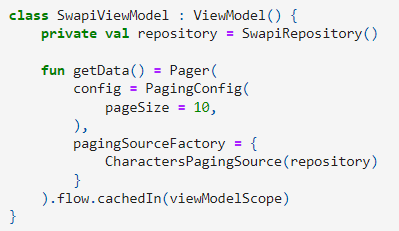 class SwapiViewModel : ViewModel() {
    private val repository = SwapiRepository()

    fun getData() = Pager(
        config = PagingConfig(
            pageSize = 10,
        ),
        pagingSourceFactory = {
            CharactersPagingSource(repository)
        }
    ).flow.cachedIn(viewModelScope)
}